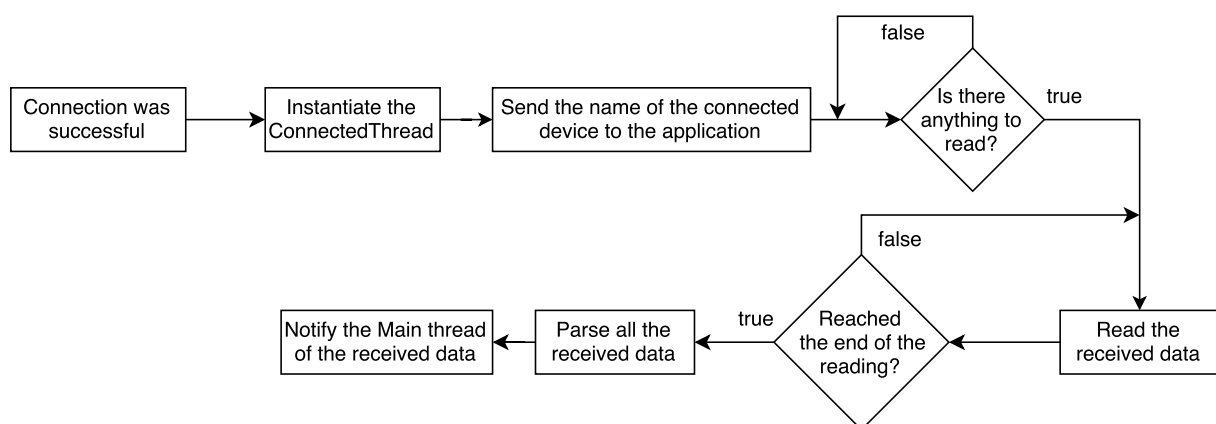 false
Connection was
successful
Instantiate the
ConnectedThread
Send the name of the connected
device to the application
Is there
anything to
read?
true
false
Notify the Main thread
of the received data
true
Parse all the
received data
Reached
the end of the
reading?
Read the
received data